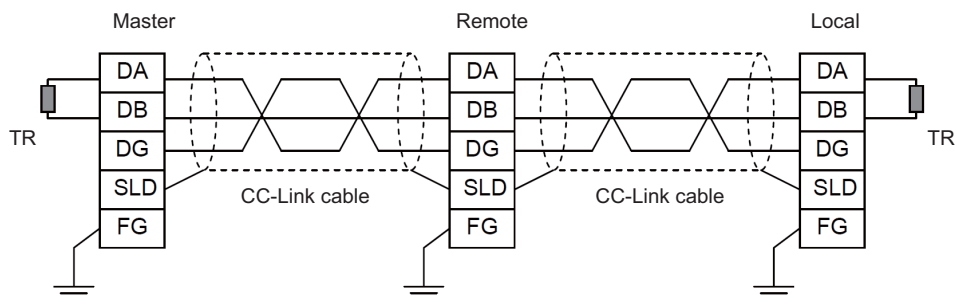 Master
Remote
Local
DA
DA
DA
DB
DB
DB
TR
TR
DG
DG
DG
SLD
SLD
SLD
CC-Link cable
CC-Link cable
FG
FG
FG